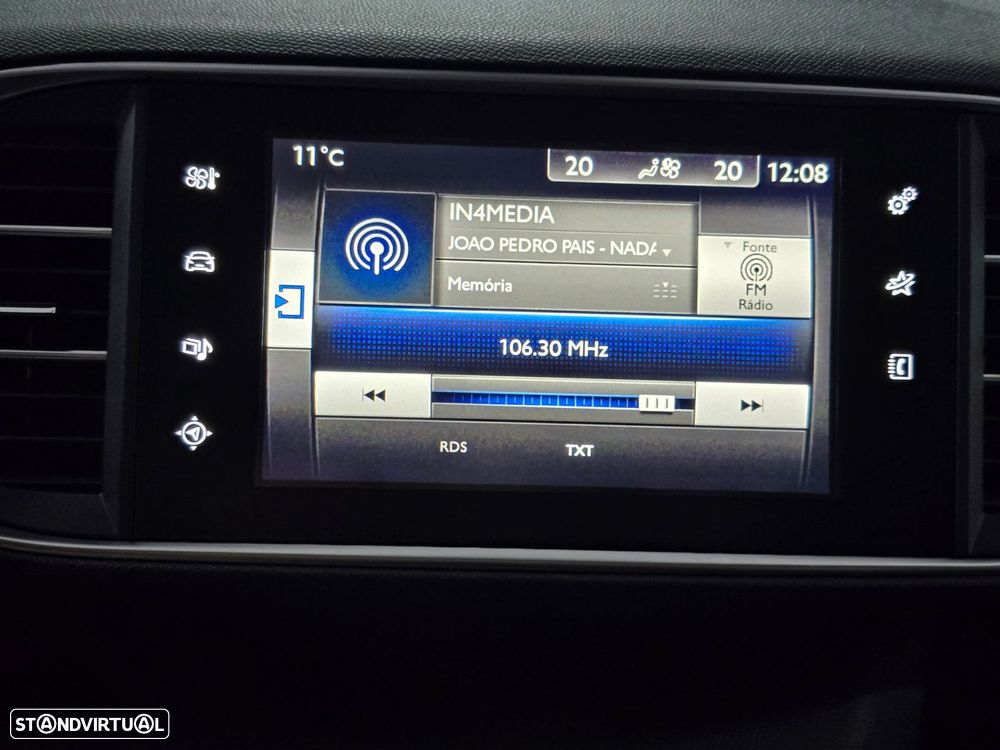 11°C
20 20 12:08
IN4MEDIA
JOAO PEDRO PAIS - NADA
Memória
Fonte
FM
Rádio
106.30 MHz
RDS TXT
STANDVIRTUAL